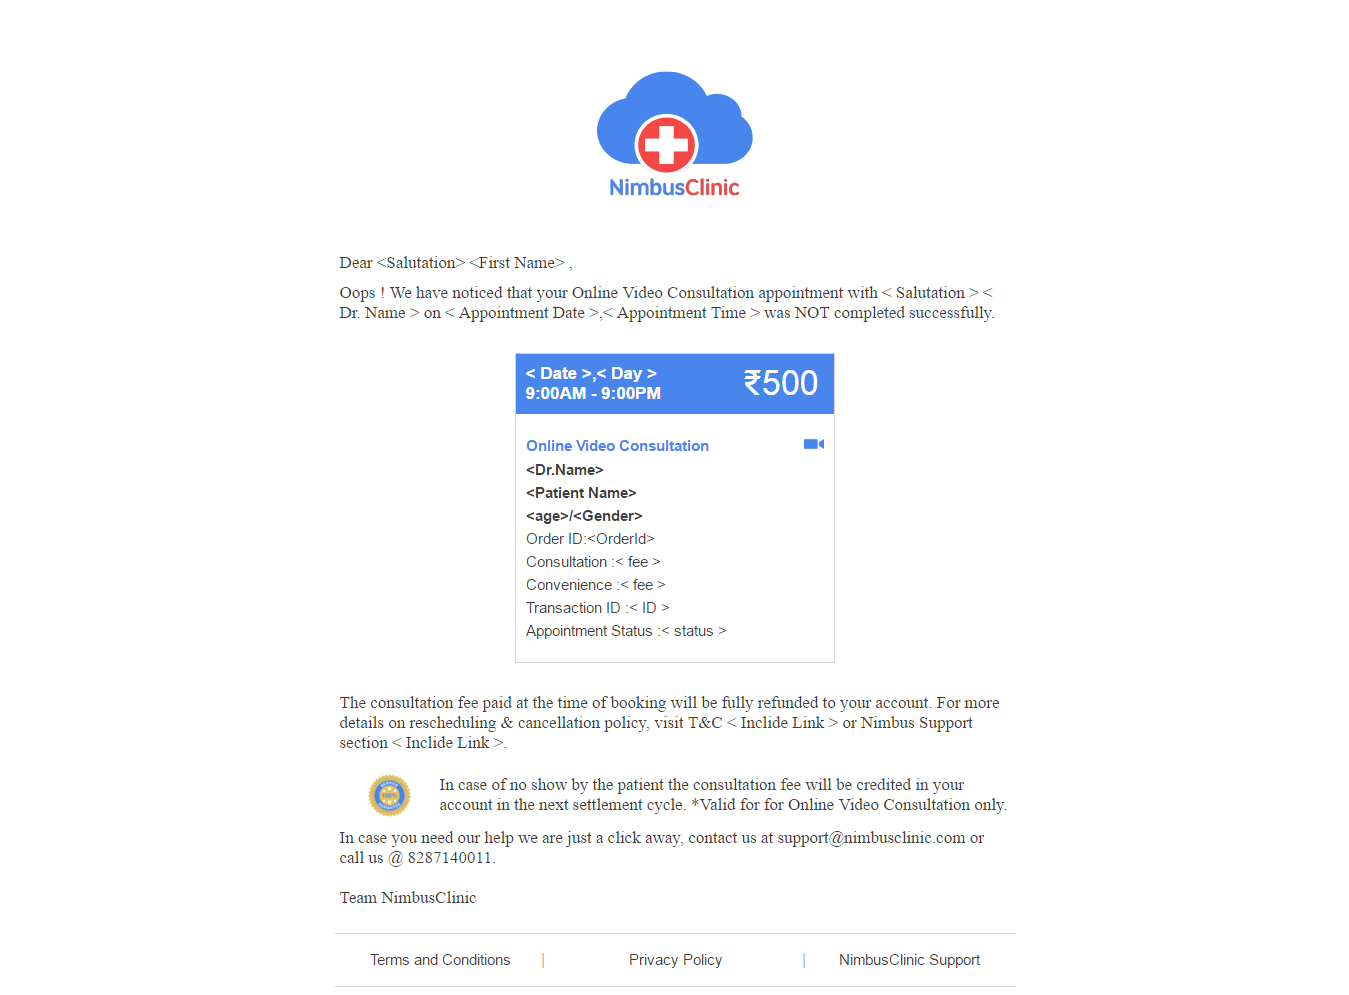 NimbusClinic
Dear <Salutation> <First Name> ,
Oops ! We have noticed that your Online Video Consultation appointment with < Salutation > <
Dr. Name > on < Appointment Date >,< Appointment Time > was NOT completed successfully.
< Date >,< Day >
9:00AM - 9:00PM
₹500
Online Video Consultation
<Dr.Name>
<Patient Name>
<age>/<Gender>
Order ID:<OrderId>
Consultation :< fee >
Convenience :< fee >
Transaction ID :< ID >
Appointment Status :< status >
The consultation fee paid at the time of booking will be fully refunded to your account. For more
details on rescheduling & cancellation policy, visit T&C < Inclide Link > or Nimbus Support
section < Inclide Link >.
100%
In case of no show by the patient the consultation fee will be credited in your
account in the next settlement cycle. *Valid for for Online Video Consultation only.
In case you need our help we are just a click away, contact us at support@nimbusclinic.com or
call us @ 8287140011.
Team NimbusClinic
Terms and Conditions | Privacy Policy | NimbusClinic Support